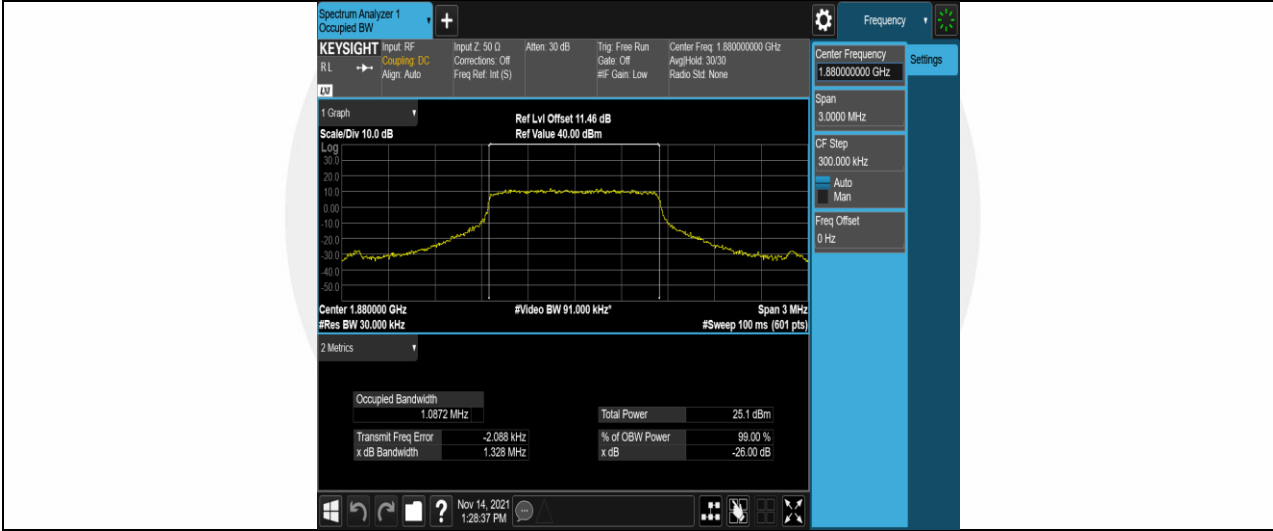 Spectrum Analyzer 1
Occupied BW
+
Frequency
KEYSIGHT
RL
LXI
Input: RF
Coupling: DC
Align: Auto
Input Z: 50 Ω
Corrections: Off
Freq Ref: Int (S)
Atten: 30 dB
Trig: Free Run
Gate: Off
#IF Gain: Low
Center Freq: 1.880000000 GHz
Avg|Hold: 30/30
Radio Std: None
Center Frequency
1.880000000 GHz
Settings
Span
3.0000 MHz
CF Step
300.000 kHz
Auto
Man
Freq Offset
0 Hz
1 Graph
Scale/Div 10.0 dB
Ref Lvl Offset 11.46 dB
Ref Value 40.00 dBm
Log
30.0
20.0
10.0
0.00
-10.0
-20.0
-30.0
-40.0
-50.0
Center 1.880000 GHz
#Video BW 91.000 kHz*
Span 3 MHz
#Res BW 30.000 kHz
#Sweep 100 ms (601 pts)
2 Metrics
Occupied Bandwidth
1.0872 MHz
Total Power 25.1 dBm
Transmit Freq Error -2.088 kHz
% of OBW Power 99.00 %
x dB Bandwidth 1.328 MHz
x dB -26.00 dB
?
Nov 14, 2021
1:28:37 PM